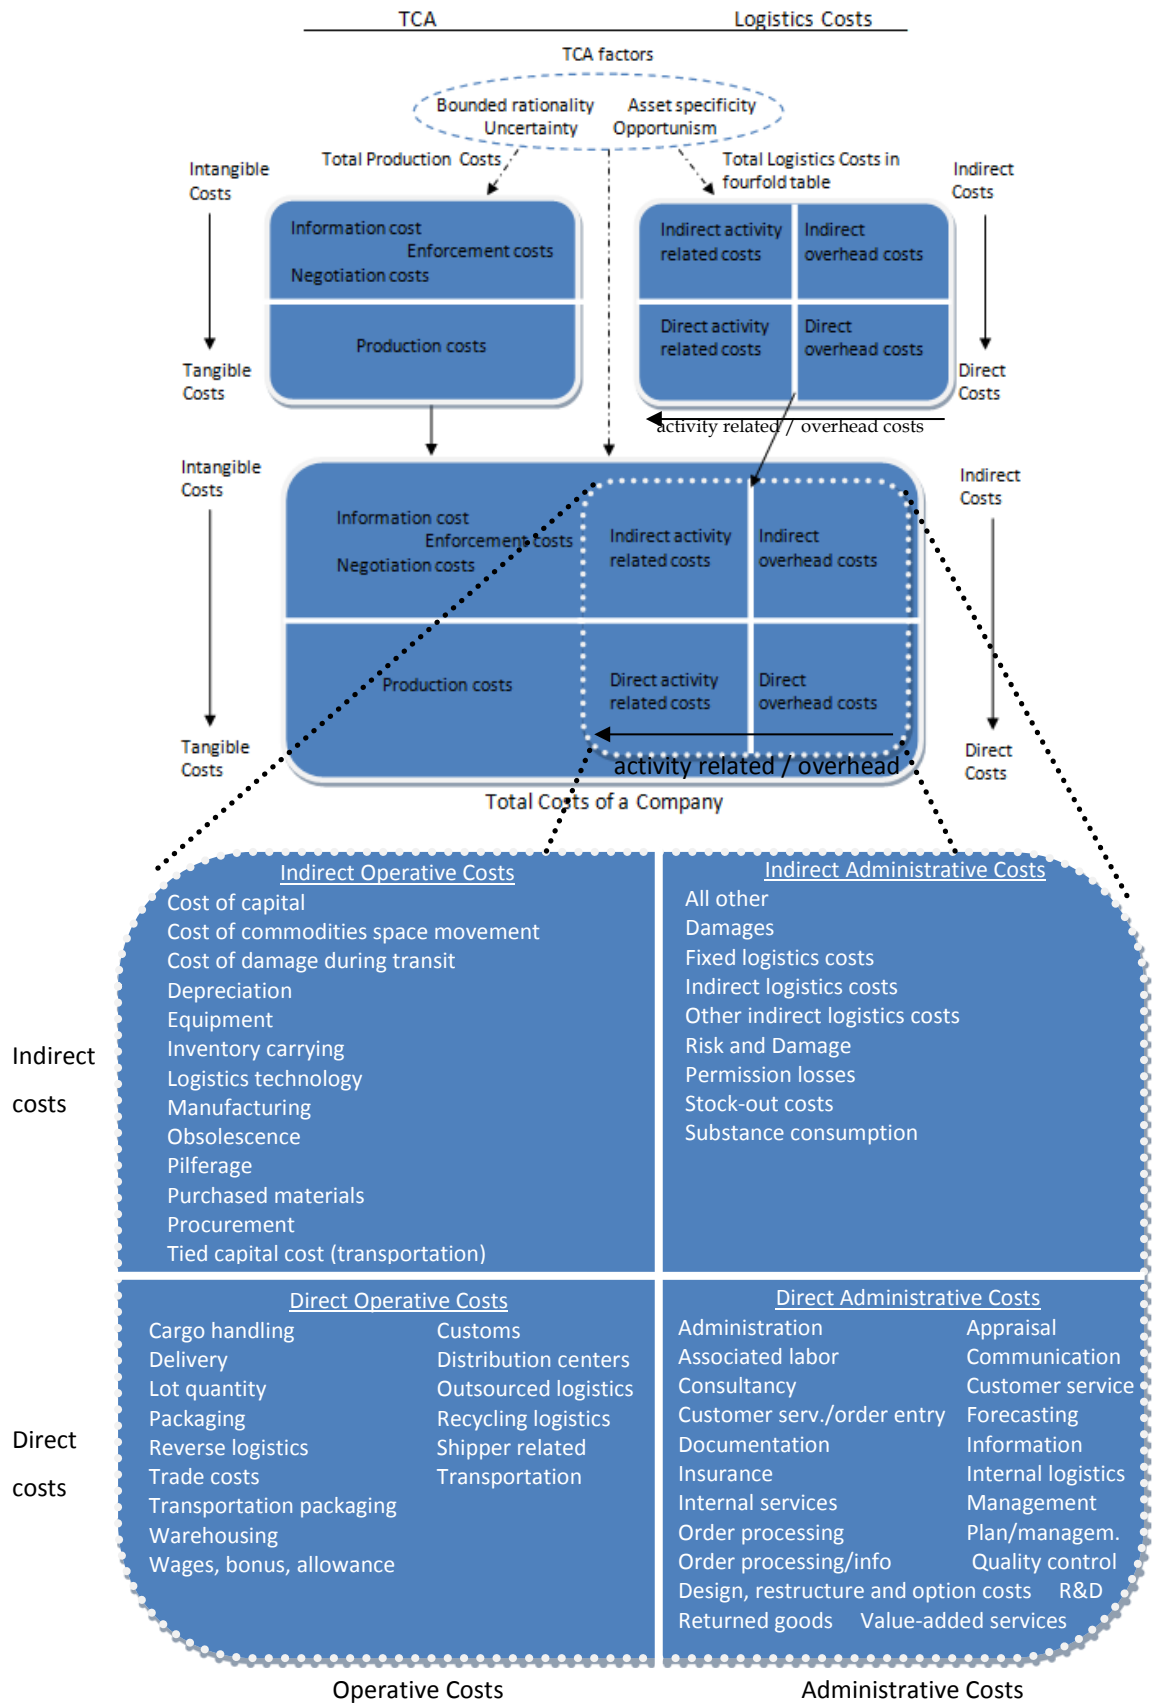 TCA
Logistics Costs
TCA factors
Bounded rationality Asset specificity
Uncertainty Opportunism
Total Production Costs
Total Logistics Costs in
fourfold table
Intangible
Costs
Indirect
Costs
Information cost
Enforcement costs
Negotiation costs
Indirect activity
related costs
Indirect
overhead costs
Production costs
Direct activity
related costs
Direct
overhead costs
Tangible
Costs
Direct
Costs
activity related / overhead costs
Intangible
Costs
Indirect
Costs
Information cost
Enforcement costs
Negotiation costs
Indirect activity
related costs
Indirect
overhead costs
Production costs
Direct activity
related costs
Direct
overhead costs
Tangible
Costs
Direct
Costs
activity related / overhead
Total Costs of a Company
Indirect
costs
Indirect Operative Costs
Cost of capital
Cost of commodities space movement
Cost of damage during transit
Depreciation
Equipment
Inventory carrying
Logistics technology
Manufacturing
Obsolescence
Pilferage
Purchased materials
Procurement
Tied capital cost (transportation)
Indirect Administrative Costs
All other
Damages
Fixed logistics costs
Indirect logistics costs
Other indirect logistics costs
Risk and Damage
Permission losses
Stock-out costs
Substance consumption
Direct
costs
Direct Operative Costs
Cargo handling Customs
Delivery Distribution centers
Lot quantity Outsourced logistics
Packaging Recycling logistics
Reverse logistics Shipper related
Trade costs Transportation
Transportation packaging
Warehousing
Wages, bonus, allowance
Direct Administrative Costs
Administration Appraisal
Associated labor Communication
Consultancy Customer service
Customer serv./order entry Forecasting
Documentation Information
Insurance Internal logistics
Internal services Management
Order processing Plan/managem.
Order processing/info Quality control
Design, restructure and option costs R&D
Returned goods Value-added services
Operative Costs
Administrative Costs